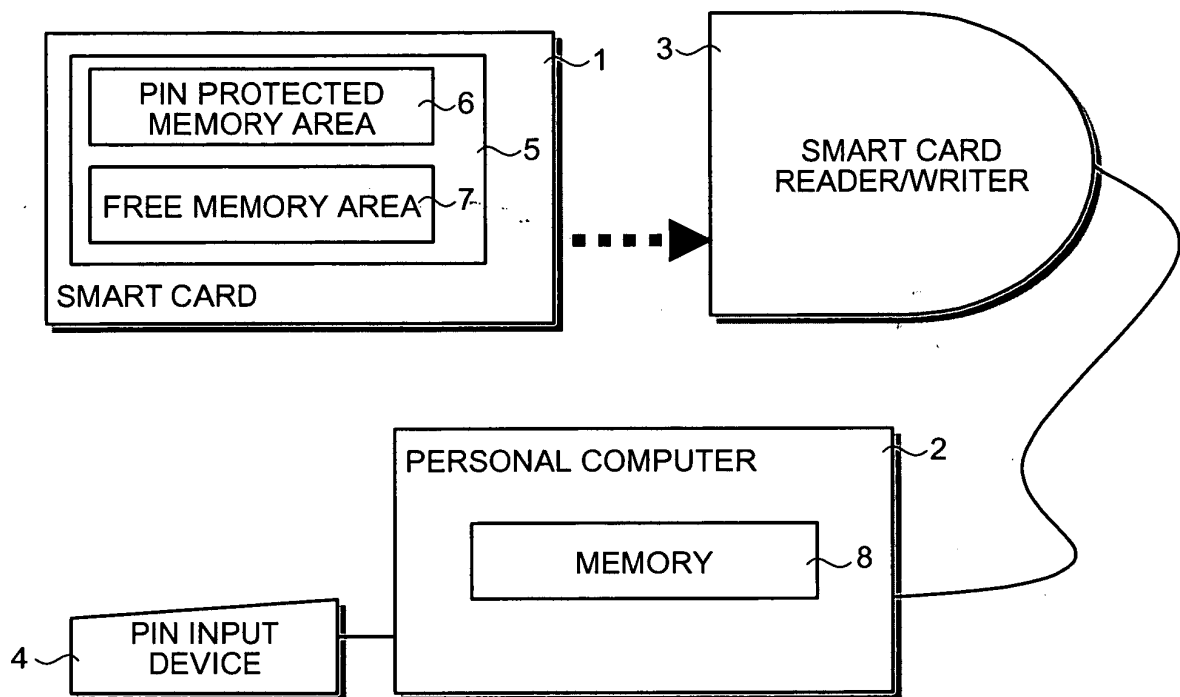 1
PIN PROTECTED
MEMORY AREA
6
5
FREE MEMORY AREA
7
SMART CARD
3
SMART CARD
READER/WRITER
PERSONAL COMPUTER
2
MEMORY
8
PIN INPUT
DEVICE
4